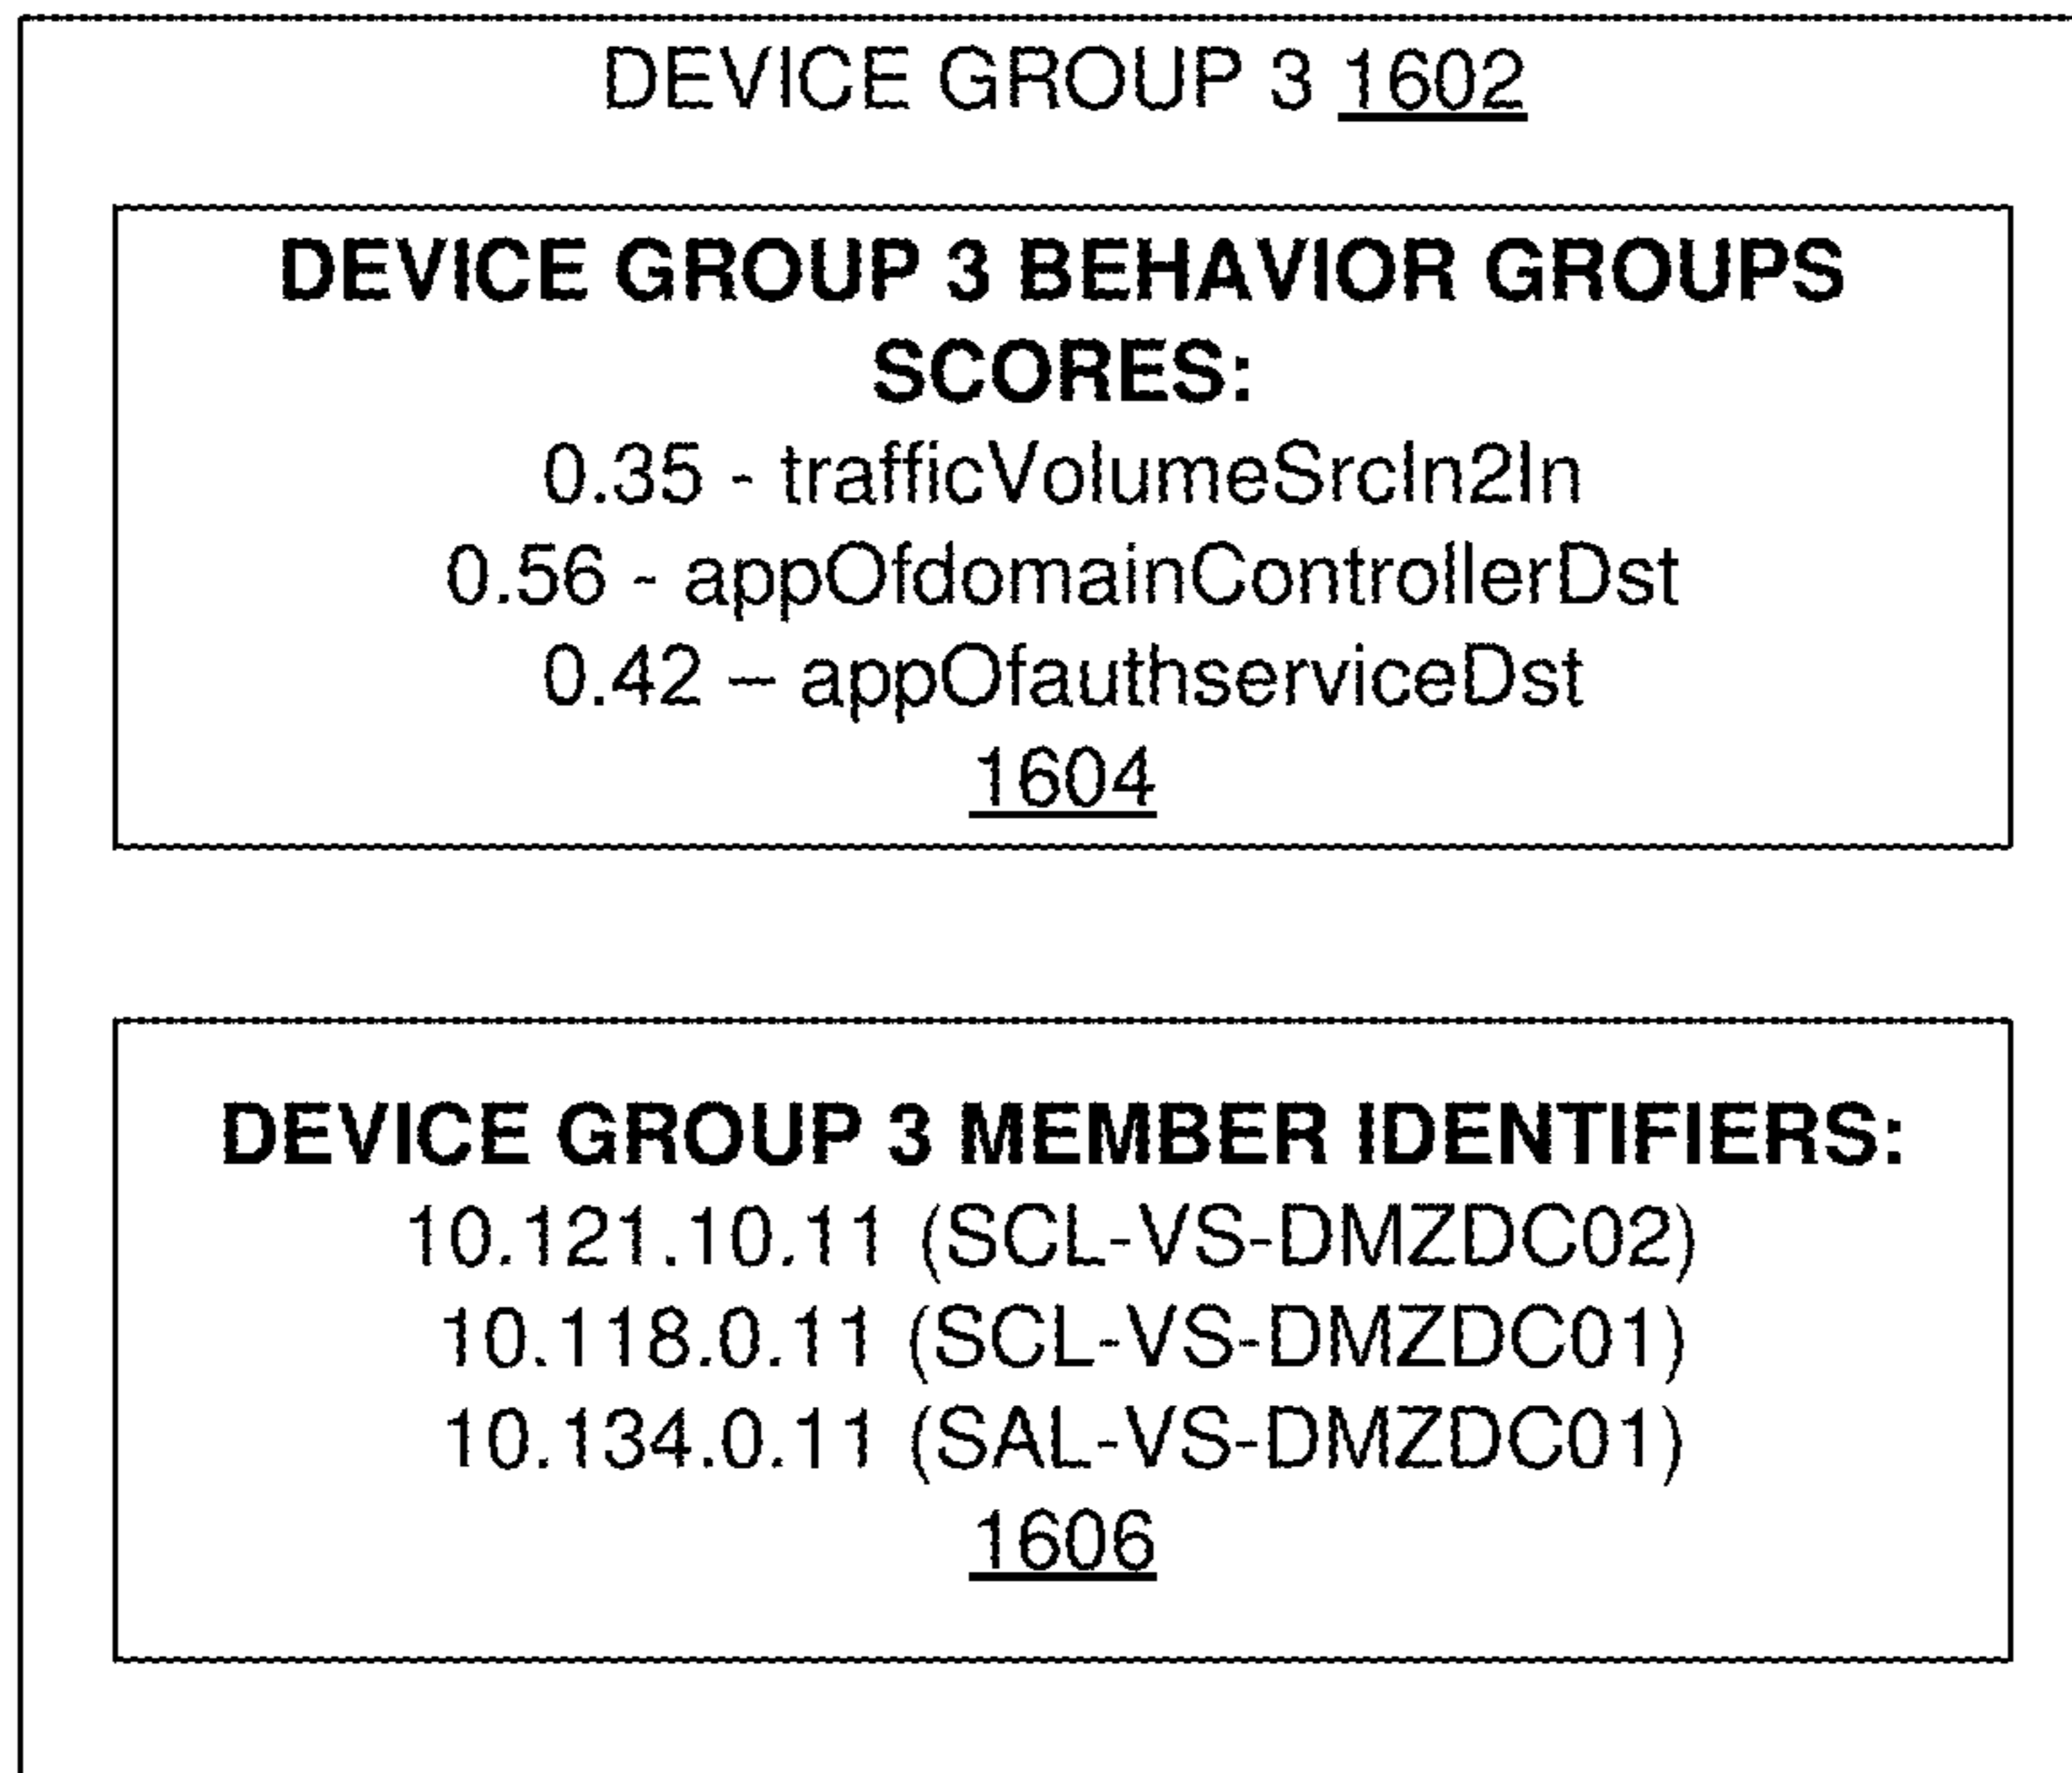 DEVICE GROUP 3 1602
DEVICE GROUP 3 BEHAVIOR GROUPS
SCORES:
0.35 - trafficVolumeSrcIn2In
0.56 - appOfdomainControllerDst
0.42 – appOfauthserviceDst
1604
DEVICE GROUP 3 MEMBER IDENTIFIERS:
10.121.10.11 (SCL-VS-DMZDC02)
10.118.0.11 (SCL-VS-DMZDC01)
10.134.0.11 (SAL-VS-DMZDC01)
1606